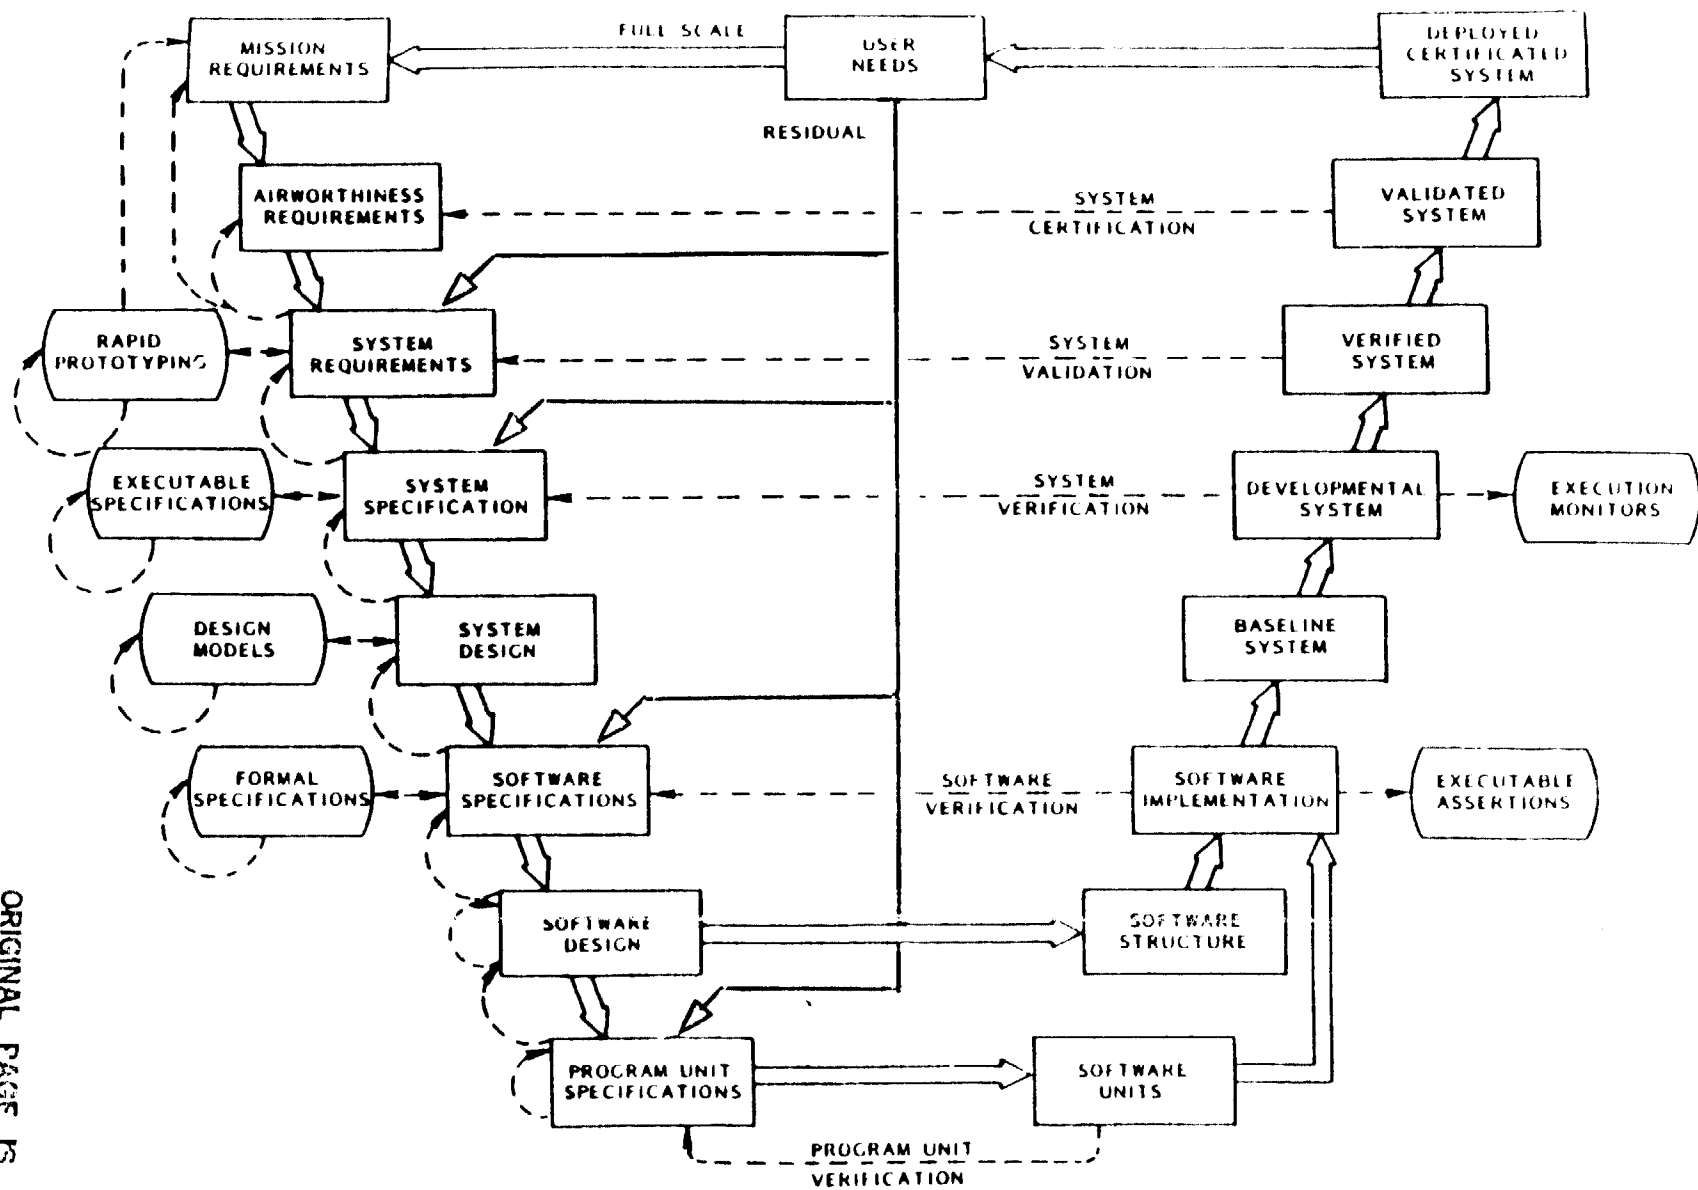 MISSION
REQUIREMENTS
FULL SCALE
USER
NEEDS
DEPLOYED
CERTIFICATED
SYSTEM
RESIDUAL
AIRWORTHINESS
REQUIREMENTS
SYSTEM
CERTIFICATION
VALIDATED
SYSTEM
RAPID
PROTOTYPING
SYSTEM
REQUIREMENTS
SYSTEM
VALIDATION
VERIFIED
SYSTEM
EXECUTABLE
SPECIFICATIONS
SYSTEM
SPECIFICATION
SYSTEM
VERIFICATION
DEVELOPMENTAL
SYSTEM
EXECUTION
MONITORS
DESIGN
MODELS
SYSTEM
DESIGN
BASELINE
SYSTEM
FORMAL
SPECIFICATIONS
SOFTWARE
SPECIFICATIONS
SOFTWARE
VERIFICATION
SOFTWARE
IMPLEMENTATION
EXECUTABLE
ASSERTIONS
SOFTWARE
DESIGN
SOFTWARE
STRUCTURE
PROGRAM UNIT
SPECIFICATIONS
SOFTWARE
UNITS
PROGRAM UNIT
VERIFICATION
ORIGINAL PAGE IS